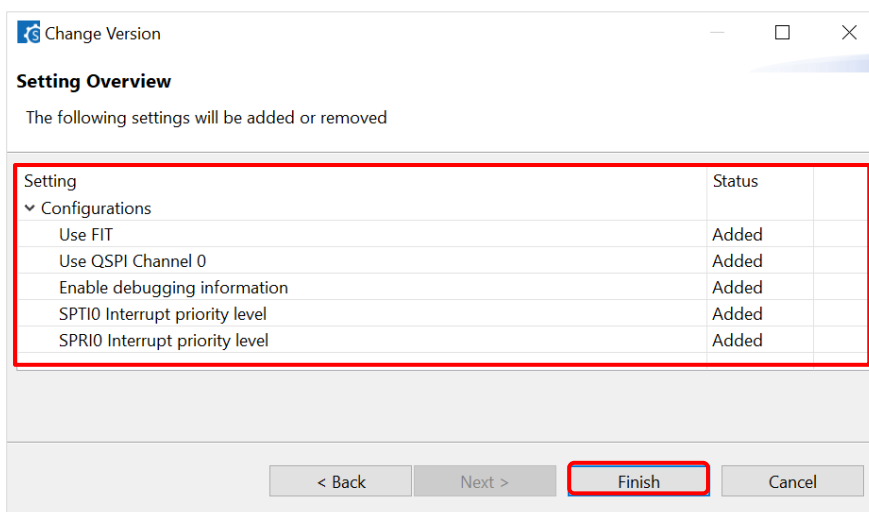 Change Version
Setting Overview
The following settings will be added or removed
Setting Status
Configurations
Use FIT Added
Use QSPI Channel 0 Added
Enable debugging information Added
SPTI0 Interrupt priority level Added
SPRI0 Interrupt priority level Added
< Back Next > Finish Cancel